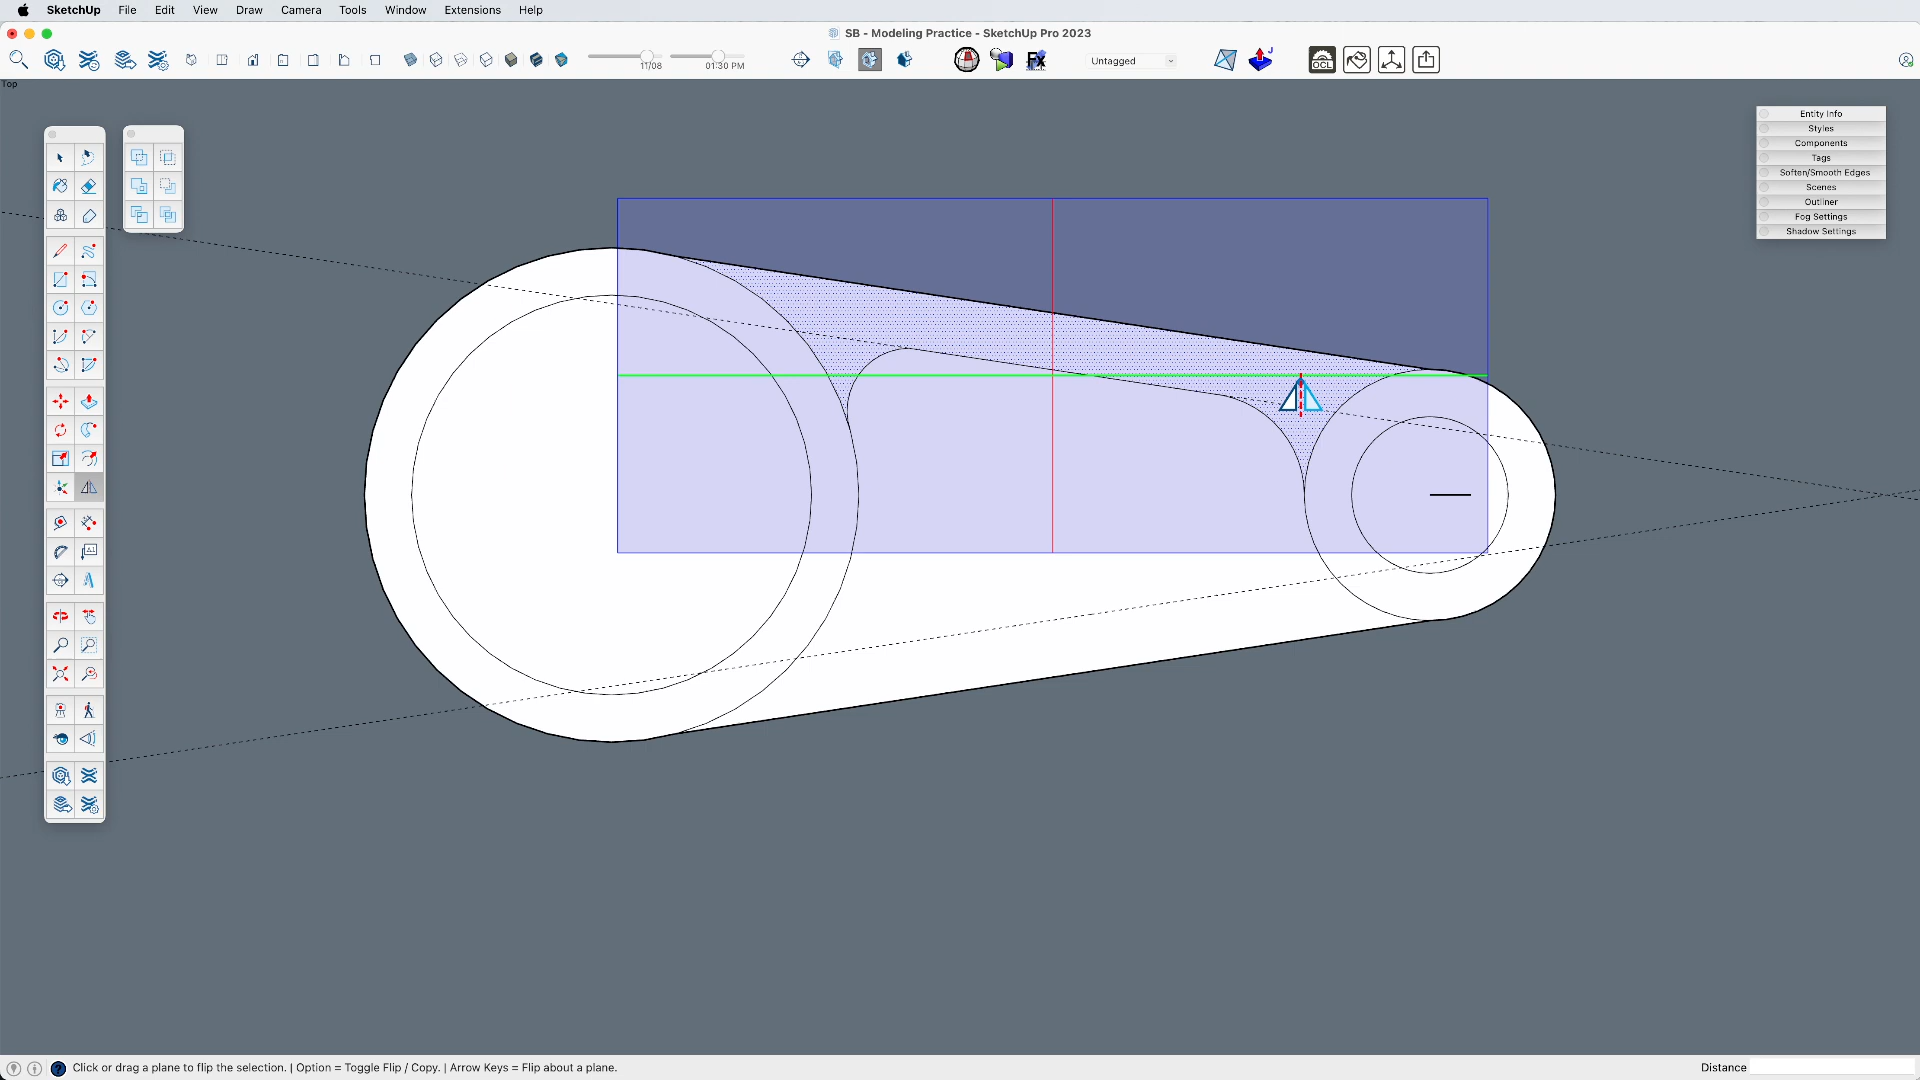 SketchUp File Edit View Draw Camera Tools Window Extensions Help
SB - Modeling Practice - SketchUp Pro 2023
11/08 01:30 PM
Untagged
J
OCL
Top
Entity Info
Styles
Components
Tags
Soften/Smooth Edges
Scenes
Outliner
Fog Settings
Shadow Settings
Click or drag a plane to flip the selection. | Option = Toggle Flip / Copy. | Arrow Keys = Flip about a plane.
Distance